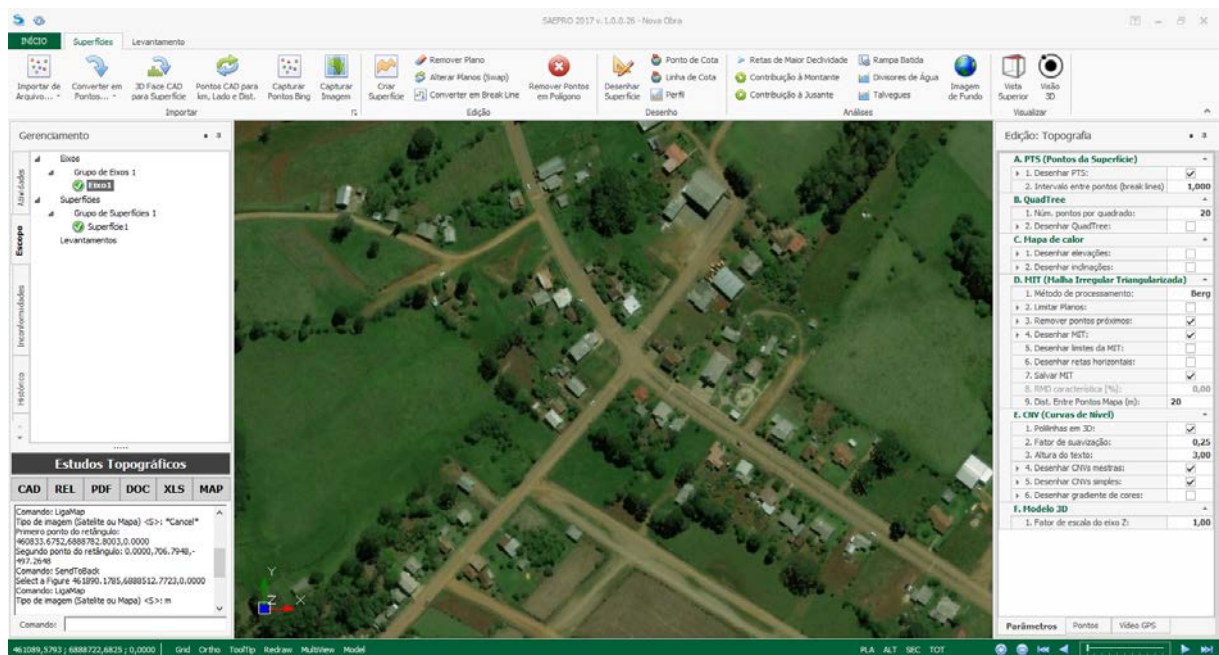 SAEPRO 2017 v. 1.0.0-26 - Nova Obra
INÍCIO Superfícies Levantamento
Importar de Arquivo...
Converter em Pontos...
3D Face CAD para Superfície
Pontos CAD para km, Lado e Dist.
Capturar Pontos Bing
Capturar Imagem
Importar
Criar Superfície
Remover Plano
Alterar Planos (Swap)
Converter em Break Line
Remover Pontos em Polígono
Edição
Desenhar Superfície
Ponto de Cota
Linha de Cota
Perfil
Desenho
Retas de Maior Declividade
Contribuição à Montante
Contribuição à Jusante
Rampa Batida
Divisores de Água
Talvegues
Imagem de Fundo
Análises
Vista Superior
Visão 3D
Visualizar
Gerenciamento
Atividades
Escopo
Inconformidades
Histórico
Eixos
Grupo de Eixos 1
Eixo1
Superfícies
Grupo de Superfícies 1
Superfície1
Levantamentos
Estudos Topográficos
CAD REL PDF DOC XLS MAP
Comando: LigaMap
Tipo de imagem (Satelite ou Mapa) <S>: *Cancel*
Primeiro ponto do retângulo:
460833.6752,6888782.8003,0.0000
Segundo ponto do retângulo: 0.0000,706.7948,-
497.2648
Comando: SendToBack
Select a Figure 461890.1785,6888512.7723,0.0000
Comando: LigaMap
Tipo de imagem (Satelite ou Mapa) <S>: m
Comando:
Y
Z X
Edição: Topografia
A. PTS (Pontos da Superfície)
1. Desenhar PTS:
2. Intervalo entre pontos (break lines) 1,000
B. QuadTree
1. Núm. pontos por quadrado: 20
2. Desenhar QuadTree:
C. Mapa de calor
1. Desenhar elevações:
2. Desenhar inclinações:
D. MIT (Malha Irregular Triangularizada)
1. Método de processamento: Berg
2. Limitar Planos:
3. Remover pontos próximos:
4. Desenhar MIT:
5. Desenhar limites da MIT:
6. Desenhar retas horizontais:
7. Salvar MIT
8. RMD característica [%]: 0,00
9. Dist. Entre Pontos Mapa (m): 20
E. CNV (Curvas de Nível)
1. Polilinhas em 3D:
2. Fator de suavização: 0,25
3. Altura do texto: 3,00
4. Desenhar CNVs mestras:
5. Desenhar CNVs simples:
6. Desenhar gradiente de cores:
F. Modelo 3D
1. Fator de escala do eixo Z: 1,00
Parâmetros Pontos Vídeo GPS
461089,5793 ; 6888722,6825 ; 0,0000 Grid Ortho ToolTip Redraw MultiView Model PLA ALT SEC TOT